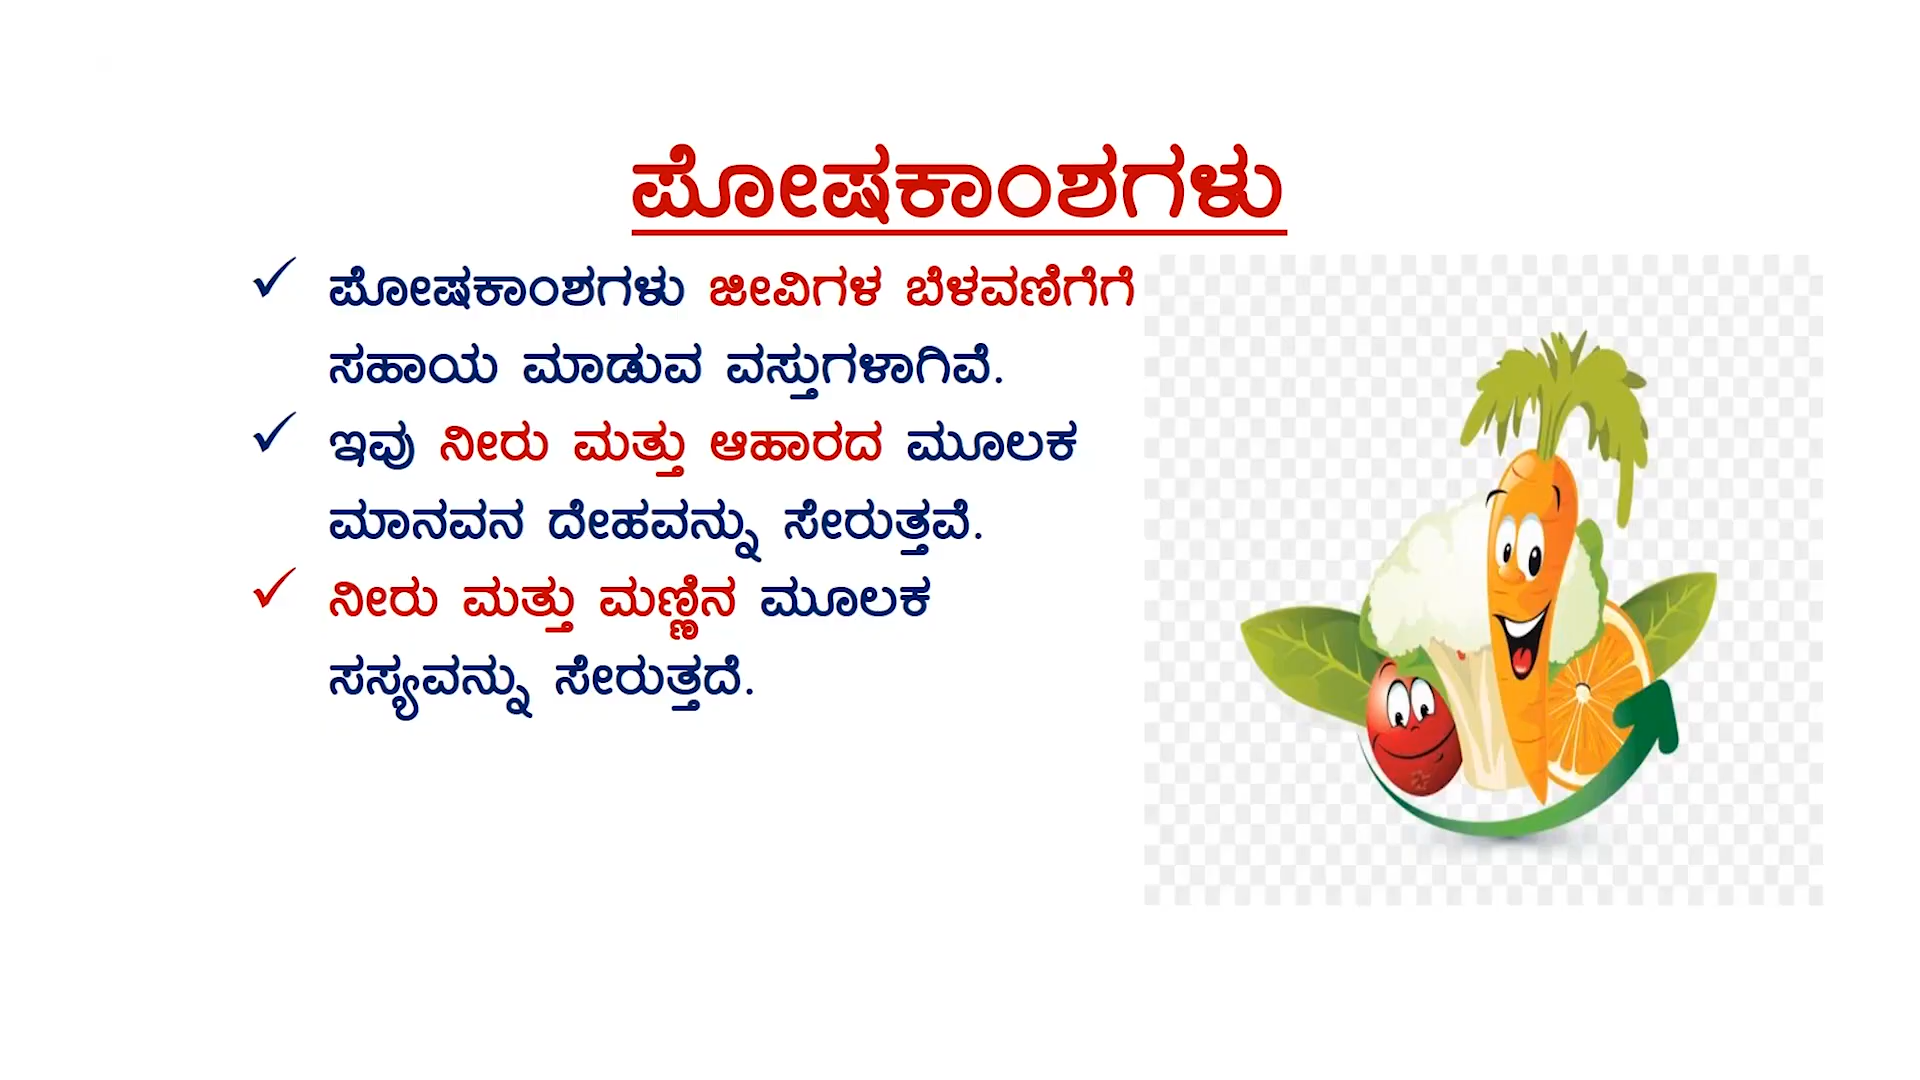 ಪೋಷಕಾಂಶಗಳು
✓ ಪೋಷಕಾಂಶಗಳು ಜೀವಿಗಳ ಬೆಳವಣಿಗೆಗೆ
ಸಹಾಯ ಮಾಡುವ ವಸ್ತುಗಳಾಗಿವೆ.
✓ ಇವು ನೀರು ಮತ್ತು ಆಹಾರದ ಮೂಲಕ
ಮಾನವನ ದೇಹವನ್ನು ಸೇರುತ್ತವೆ.
✓ ನೀರು ಮತ್ತು ಮಣ್ಣಿನ ಮೂಲಕ
ಸಸ್ಯವನ್ನು ಸೇರುತ್ತದೆ.